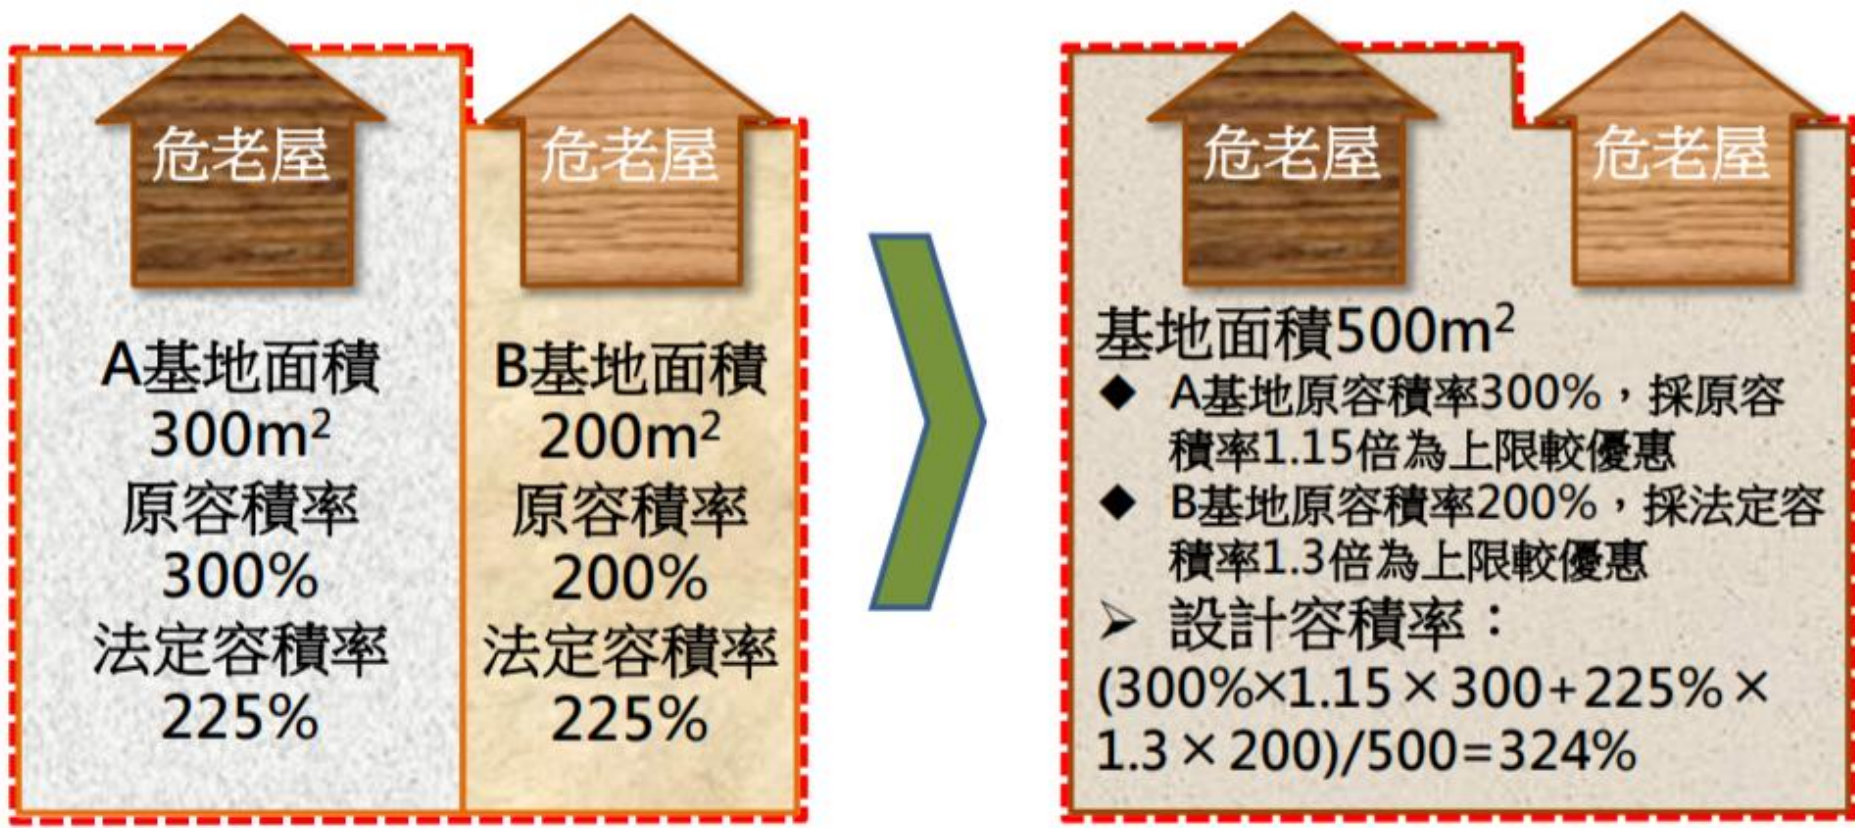 危老屋
A基地面積
300m²
原容積率
300%
法定容積率
225%
危老屋
B基地面積
200m²
原容積率
200%
法定容積率
225%
危老屋
危老屋
基地面積500m²
◆ A基地原容積率300%，採原容
積率1.15倍為上限較優惠
◆ B基地原容積率200%，採法定容
積率1.3倍為上限較優惠
➢ 設計容積率：
(300%×1.15×300+225%×
1.3×200)/500=324%